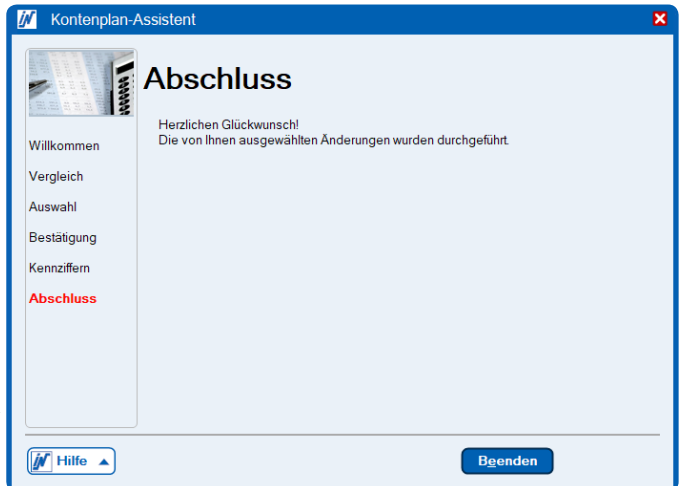 Kontenplan-Assistent
Abschluss
Herzlichen Glückwunsch!
Die von Ihnen ausgewählten Änderungen wurden durchgeführt.
Willkommen
Vergleich
Auswahl
Bestätigung
Kennziffern
Abschluss
Hilfe
Beenden